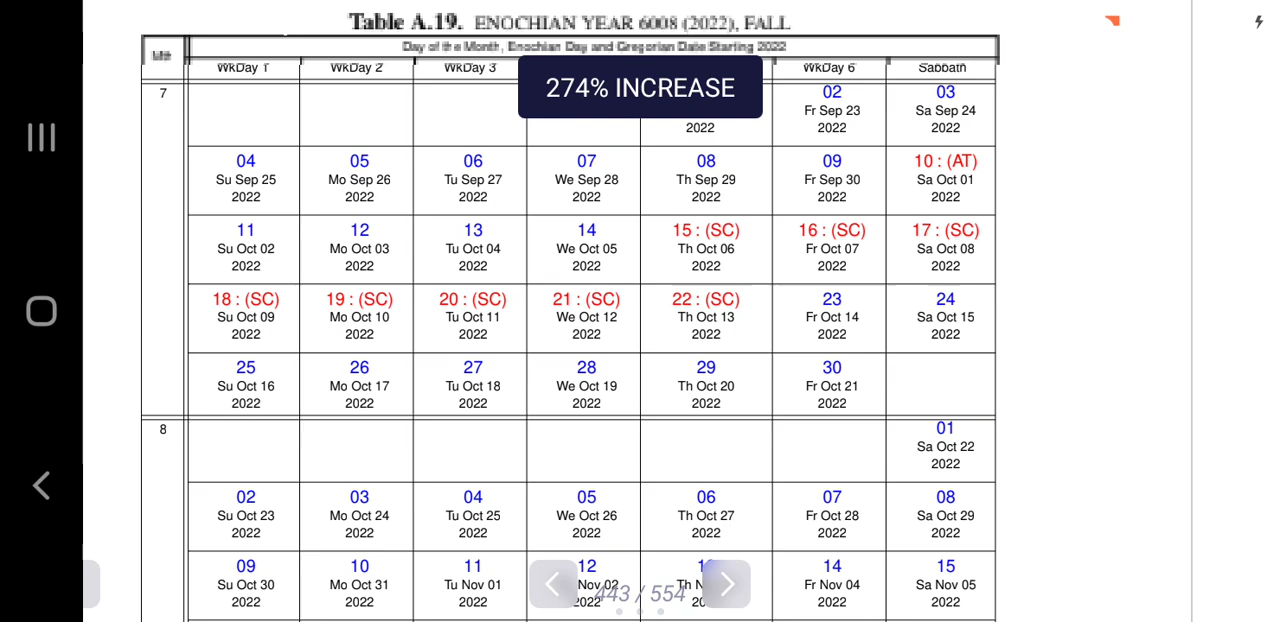 Table A.19. ENOCHIAN YEAR 6008 (2022), FALL
Day of the Month, Enochian Day and Gregorian Date Starting 2022
WkDay 1 WkDay 2 WkDay 3 WkDay 6 Sabbath
274% INCREASE
7 02 03
Fr Sep 23 Sa Sep 24
2022 2022 2022
04 05 06 07 08 09 10 : (AT)
Su Sep 25 Mo Sep 26 Tu Sep 27 We Sep 28 Th Sep 29 Fr Sep 30 Sa Oct 01
2022 2022 2022 2022 2022 2022 2022
11 12 13 14 15 : (SC) 16 : (SC) 17 : (SC)
Su Oct 02 Mo Oct 03 Tu Oct 04 We Oct 05 Th Oct 06 Fr Oct 07 Sa Oct 08
2022 2022 2022 2022 2022 2022 2022
18 : (SC) 19 : (SC) 20 : (SC) 21 : (SC) 22 : (SC) 23 24
Su Oct 09 Mo Oct 10 Tu Oct 11 We Oct 12 Th Oct 13 Fr Oct 14 Sa Oct 15
2022 2022 2022 2022 2022 2022 2022
25 26 27 28 29 30
Su Oct 16 Mo Oct 17 Tu Oct 18 We Oct 19 Th Oct 20 Fr Oct 21
2022 2022 2022 2022 2022 2022
8 01
Sa Oct 22
2022
02 03 04 05 06 07 08
Su Oct 23 Mo Oct 24 Tu Oct 25 We Oct 26 Th Oct 27 Fr Oct 28 Sa Oct 29
2022 2022 2022 2022 2022 2022 2022
09 10 11 12 14 15
Su Oct 30 Mo Oct 31 Tu Nov 01 Nov 02 Th Fr Nov 04 Sa Nov 05
2022 2022 2022 2022 2022 2022
443 / 554